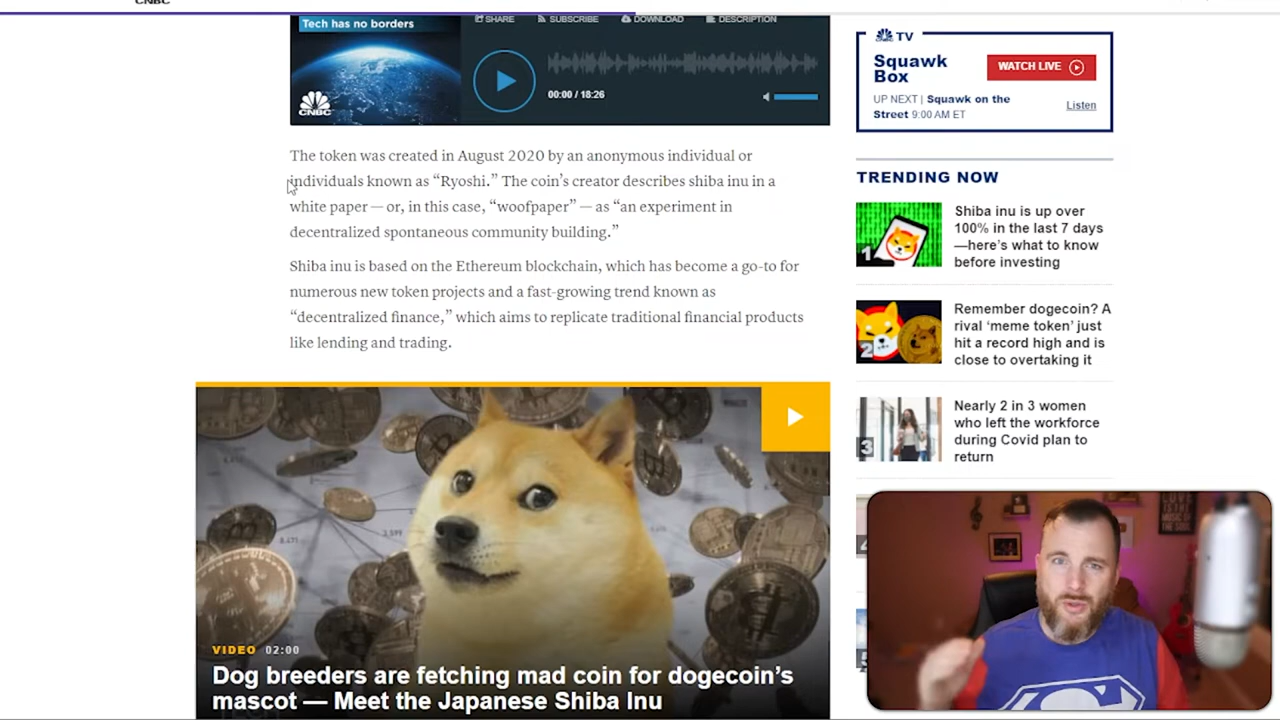 CNBC
Tech has no borders
SHARE
SUBSCRIBE
DOWNLOAD
DESCRIPTION
00:00 / 18:26
CNBC
The token was created in August 2020 by an anonymous individual or
individuals known as “Ryoshi.” The coin’s creator describes shiba inu in a
white paper — or, in this case, “woofpaper” — as “an experiment in
decentralized spontaneous community building.”
Shiba inu is based on the Ethereum blockchain, which has become a go-to for
numerous new token projects and a fast-growing trend known as
“decentralized finance,” which aims to replicate traditional financial products
like lending and trading.
VIDEO 02:00
Dog breeders are fetching mad coin for dogecoin’s
mascot — Meet the Japanese Shiba Inu
TV
Squawk
Box
WATCH LIVE
UP NEXT | Squawk on the
Street 9:00 AM ET
Listen
TRENDING NOW
1
Shiba inu is up over
100% in the last 7 days
—here’s what to know
before investing
2
Remember dogecoin? A
rival ‘meme token’ just
hit a record high and is
close to overtaking it
3
Nearly 2 in 3 women
who left the workforce
during Covid plan to
return